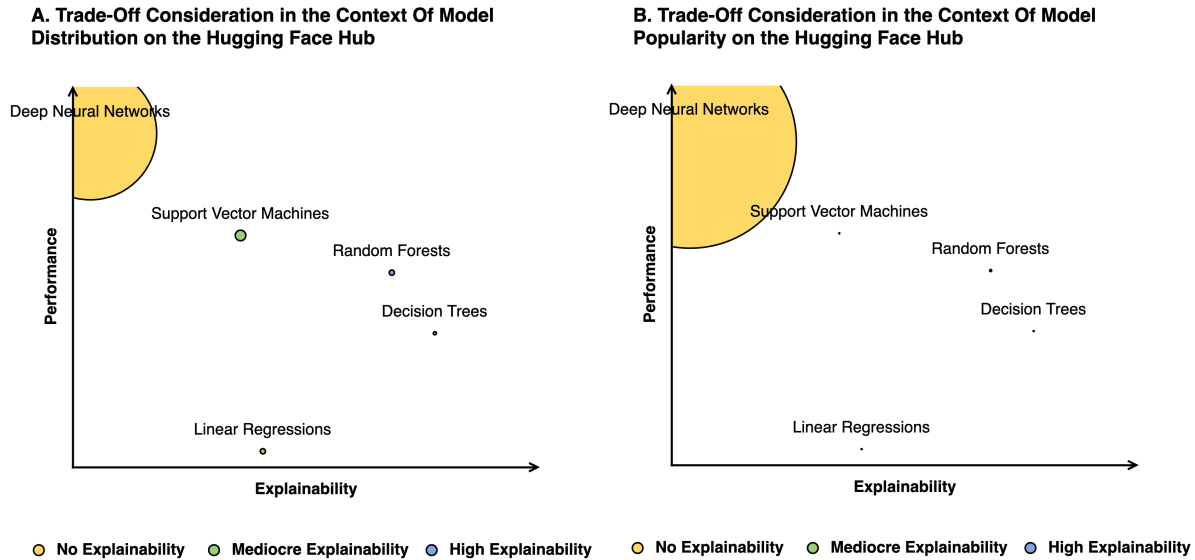 A. Trade-Off Consideration in the Context Of Model
Distribution on the Hugging Face Hub
Deep Neural Networks
Support Vector Machines
Random Forests
Decision Trees
Linear Regressions
Performance
Explainability
No Explainability
Mediocre Explainability
High Explainability
B. Trade-Off Consideration in the Context Of Model
Popularity on the Hugging Face Hub
Deep Neural Networks
Support Vector Machines
Random Forests
Decision Trees
Linear Regressions
Performance
Explainability
No Explainability
Mediocre Explainability
High Explainability